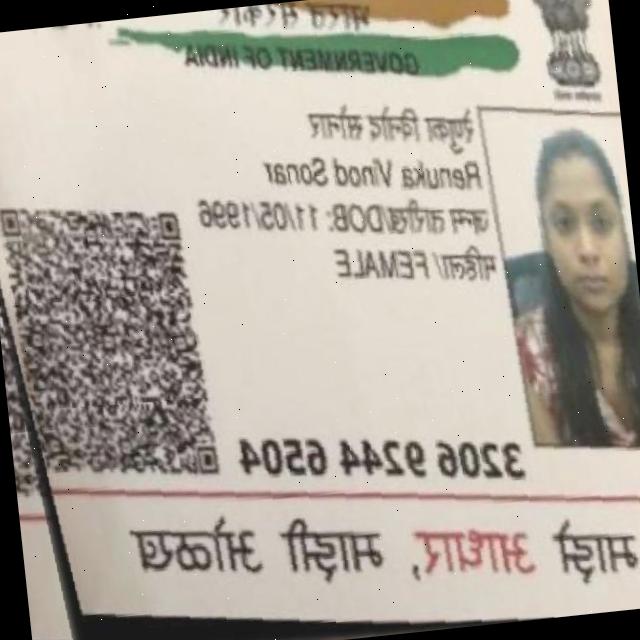 भारत सरकार
GOVERNMENT OF INDIA
रेणुका विनोद सोनार
Renuka Vinod Sonar
जन्म तारीख/DOB: 11/05/1996
महिला/ FEMALE
3206 9244 6504
माझे आधार, माझी ओळख